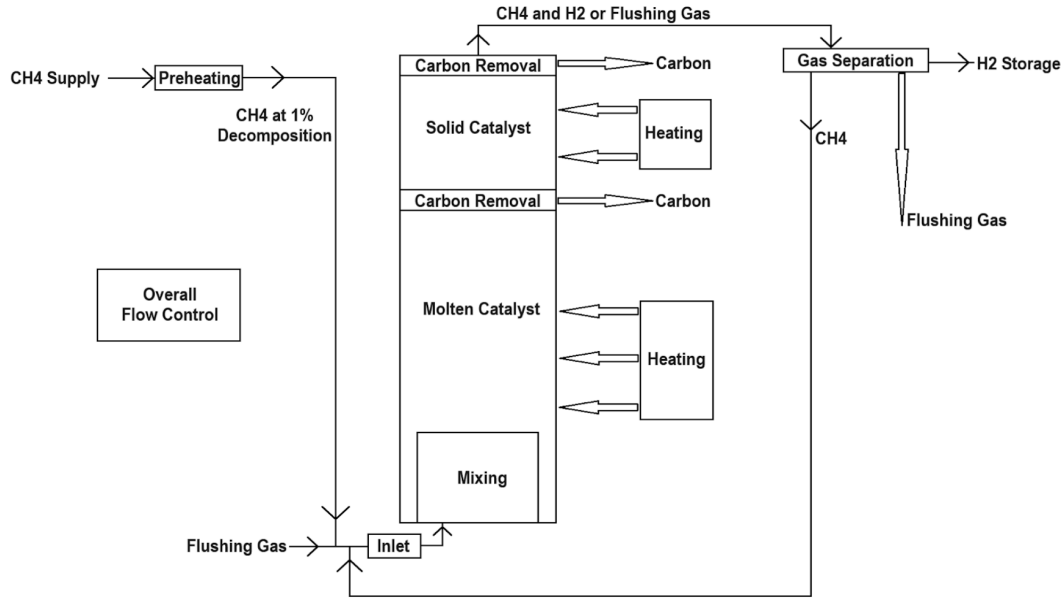 CH4 and H2 or Flushing Gas
CH4 Supply
Preheating
Carbon Removal
Carbon
Gas Separation
H2 Storage
CH4 at 1%
Decomposition
Solid Catalyst
Heating
CH4
Carbon Removal
Carbon
Flushing Gas
Overall
Flow Control
Molten Catalyst
Heating
Mixing
Flushing Gas
Inlet